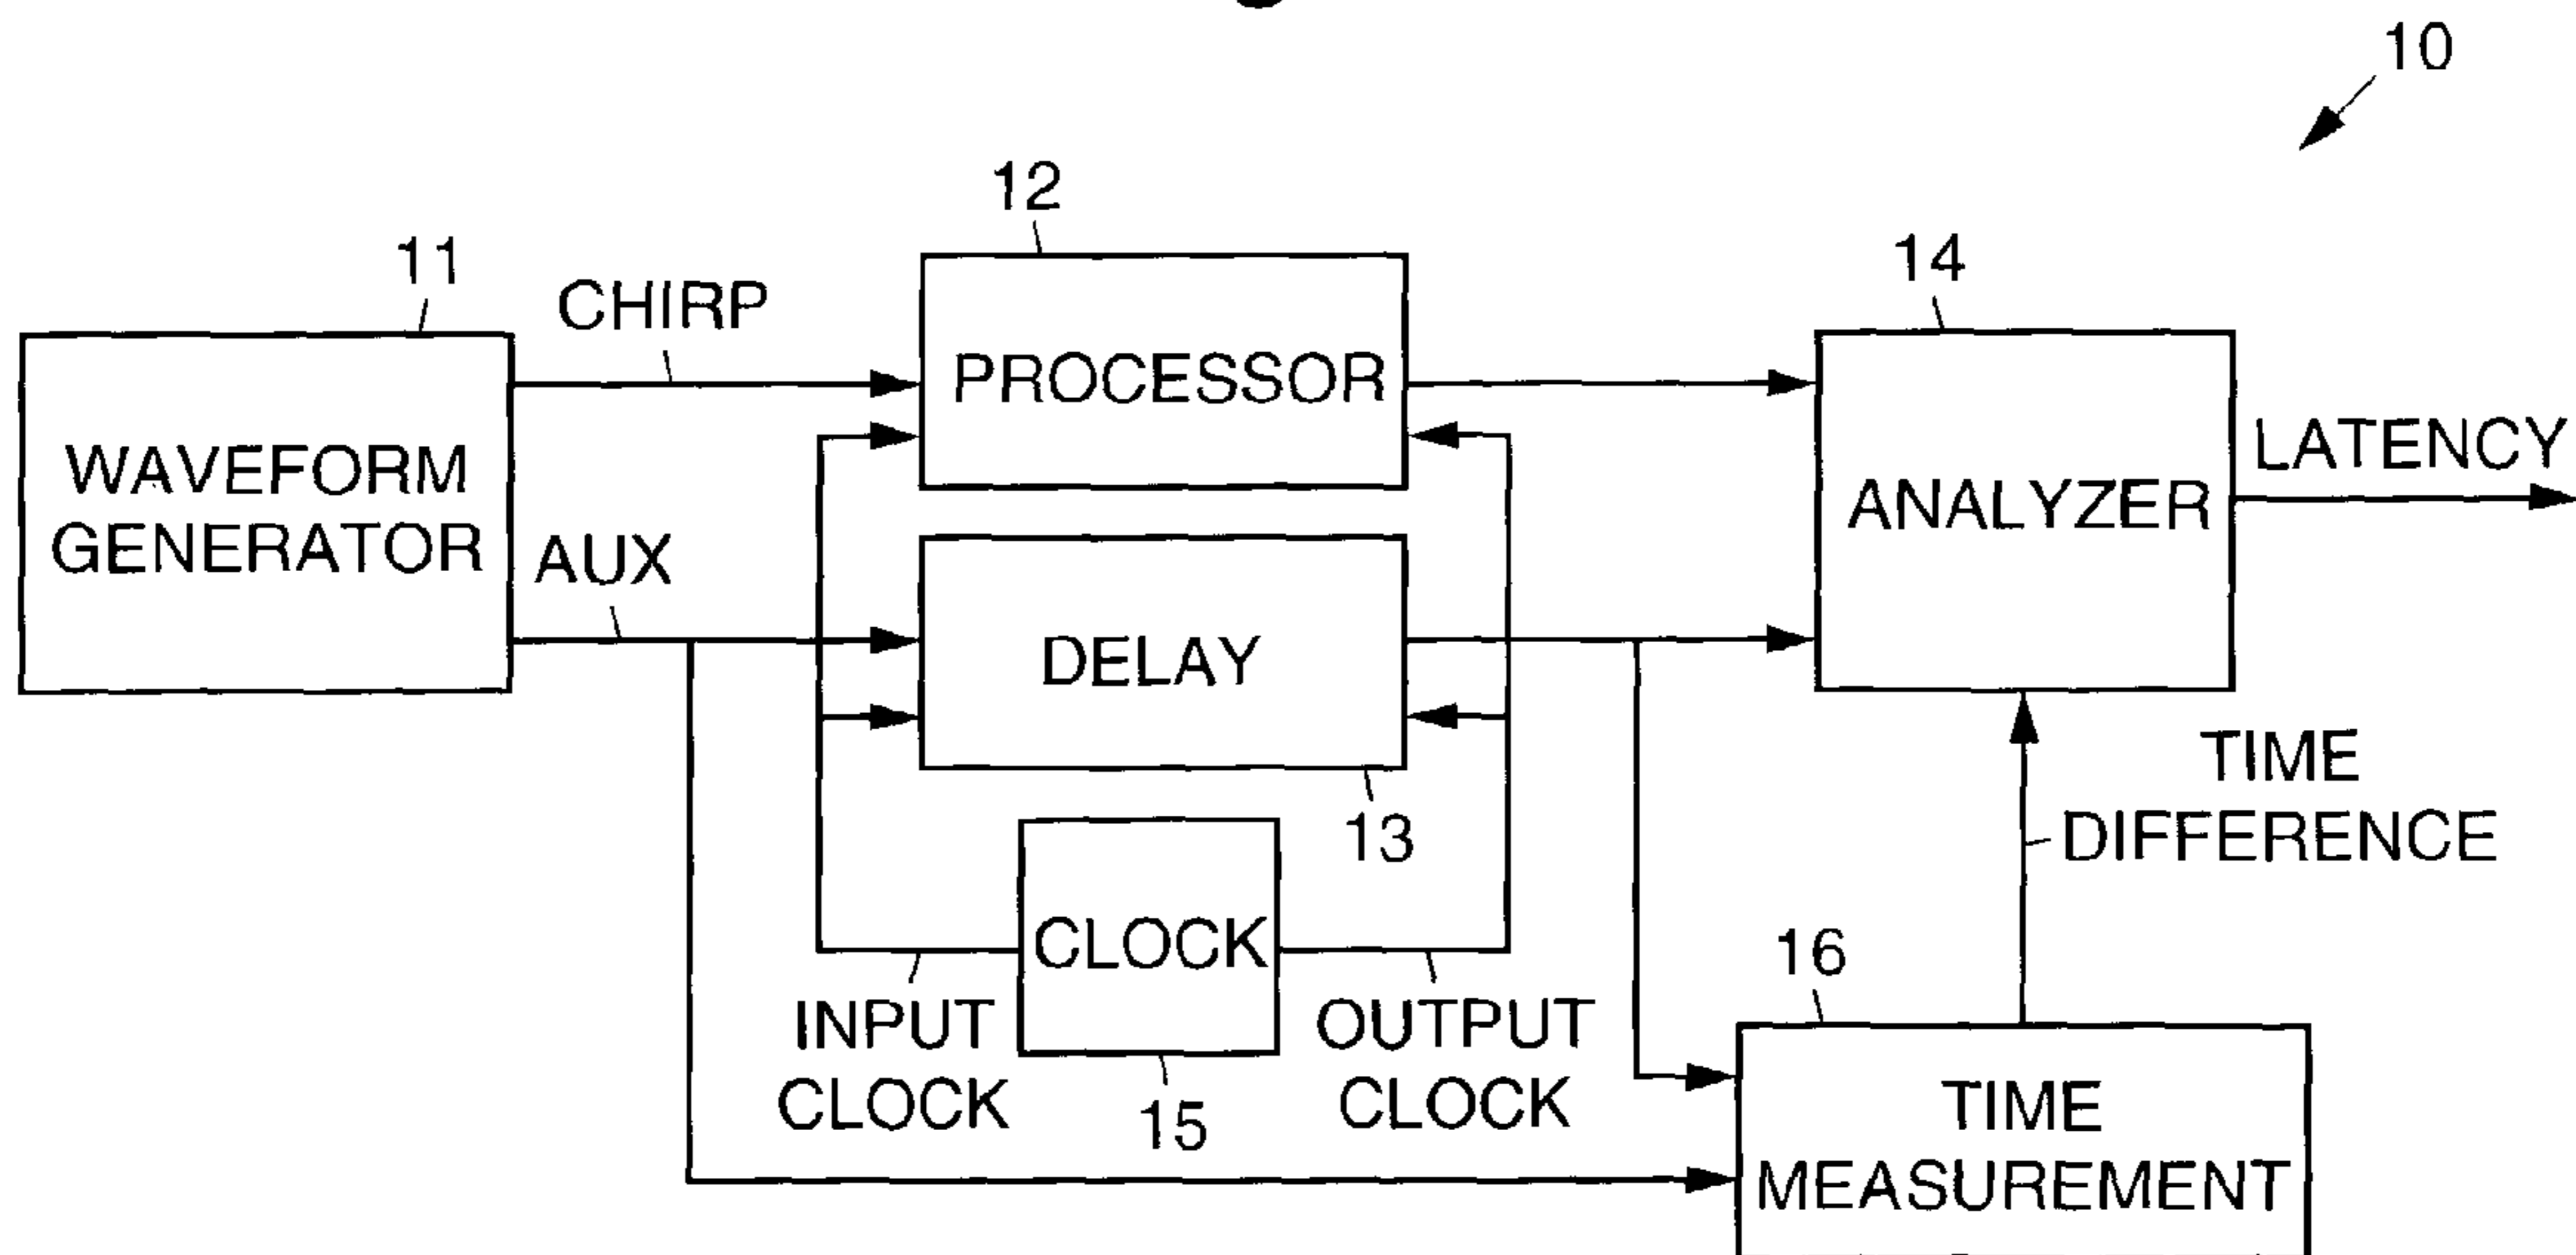 10
12
11
14
CHIRP
PROCESSOR
WAVEFORM
GENERATOR
LATENCY
ANALYZER
AUX
DELAY
TIME
DIFFERENCE
13
CLOCK
16
INPUT
CLOCK
OUTPUT
CLOCK
15
TIME
MEASUREMENT